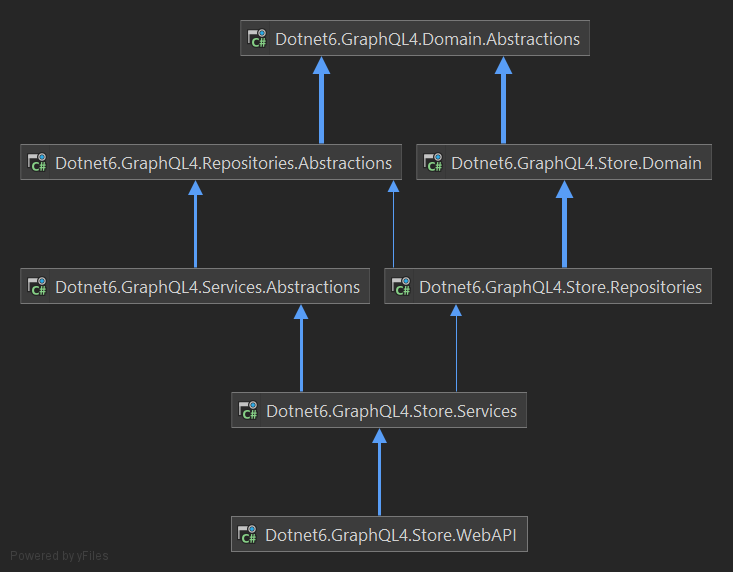 Dotnet6.GraphQL4.Domain.Abstractions
C#
Dotnet6.GraphQL4.Repositories.Abstractions
C#
Dotnet6.GraphQL4.Store.Domain
C#
Dotnet6.GraphQL4.Services.Abstractions
C#
Dotnet6.GraphQL4.Store.Repositories
C#
Dotnet6.GraphQL4.Store.Services
C#
Dotnet6.GraphQL4.Store.WebAPI
C#
Powered by yFiles